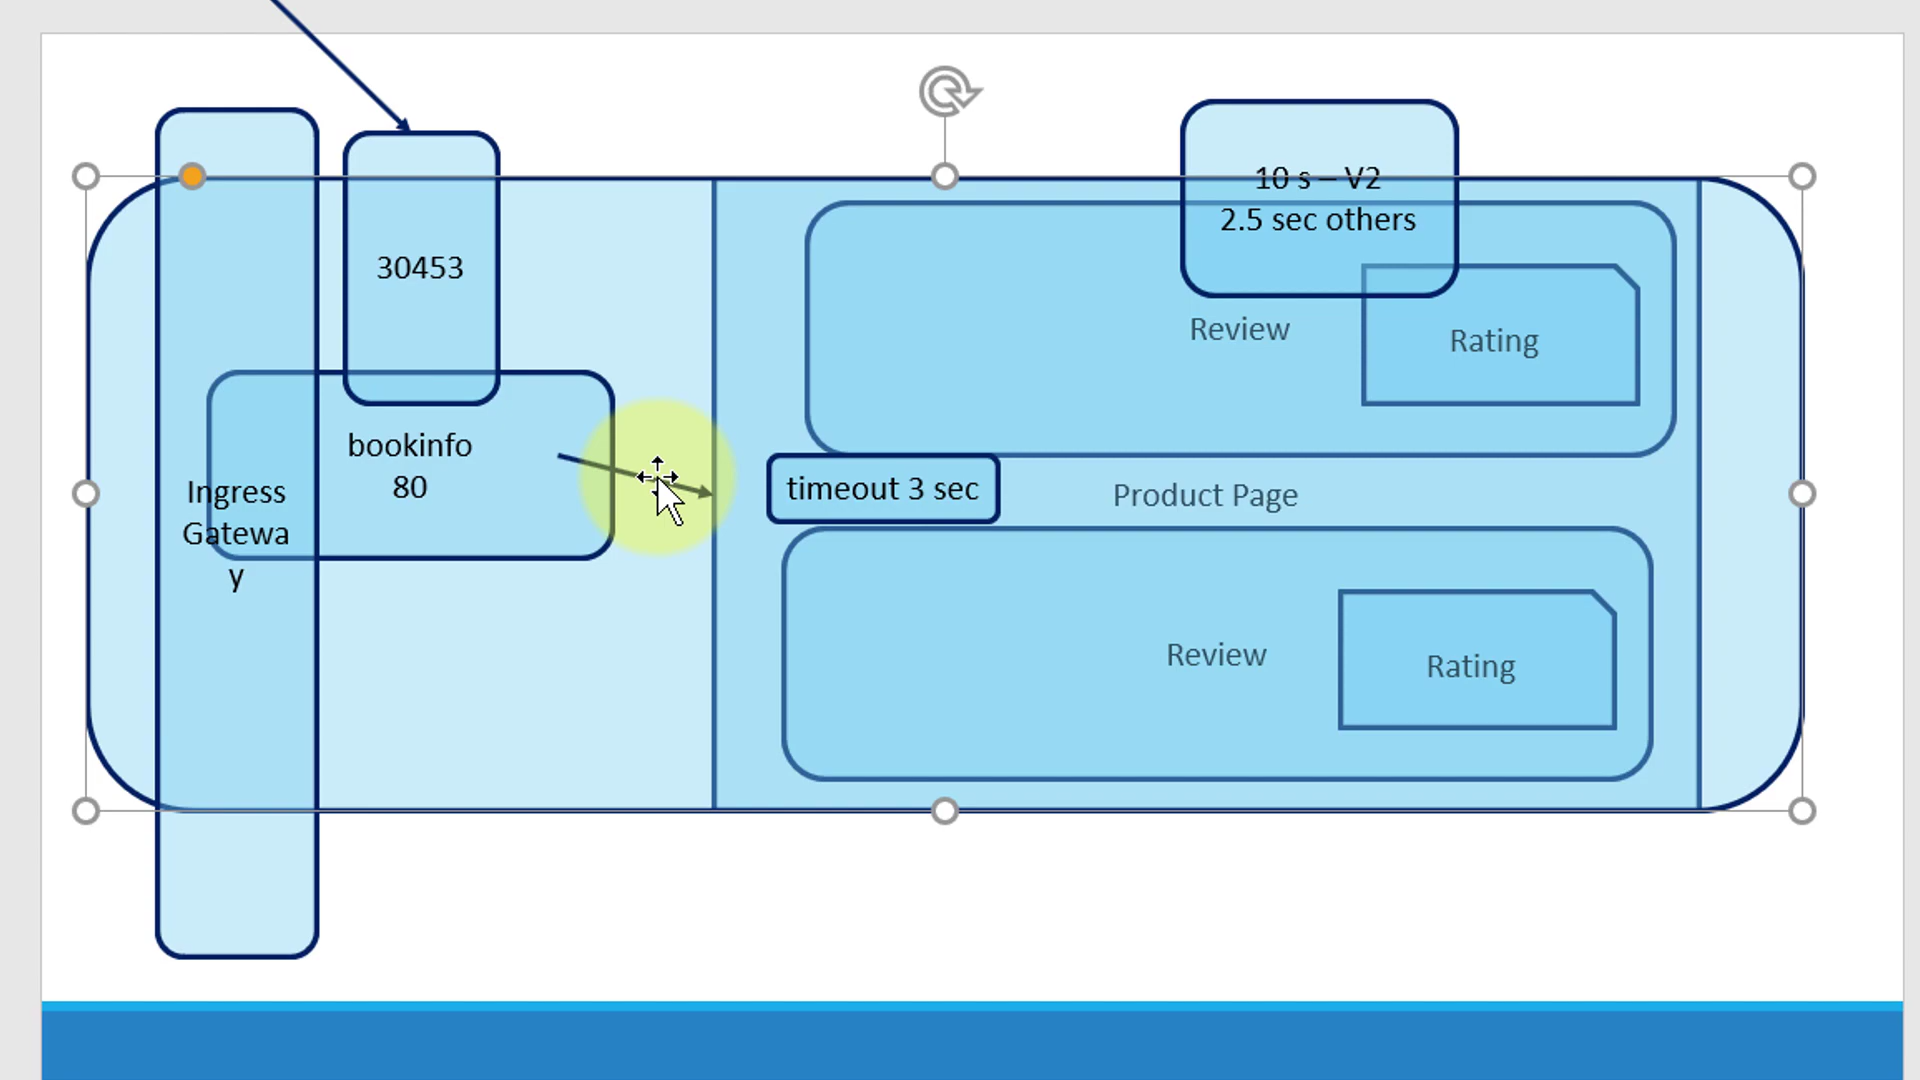 10 s – V2
2.5 sec others
30453
Review
Rating
bookinfo
80
Ingress
Gatewa
y
timeout 3 sec
Product Page
Review
Rating